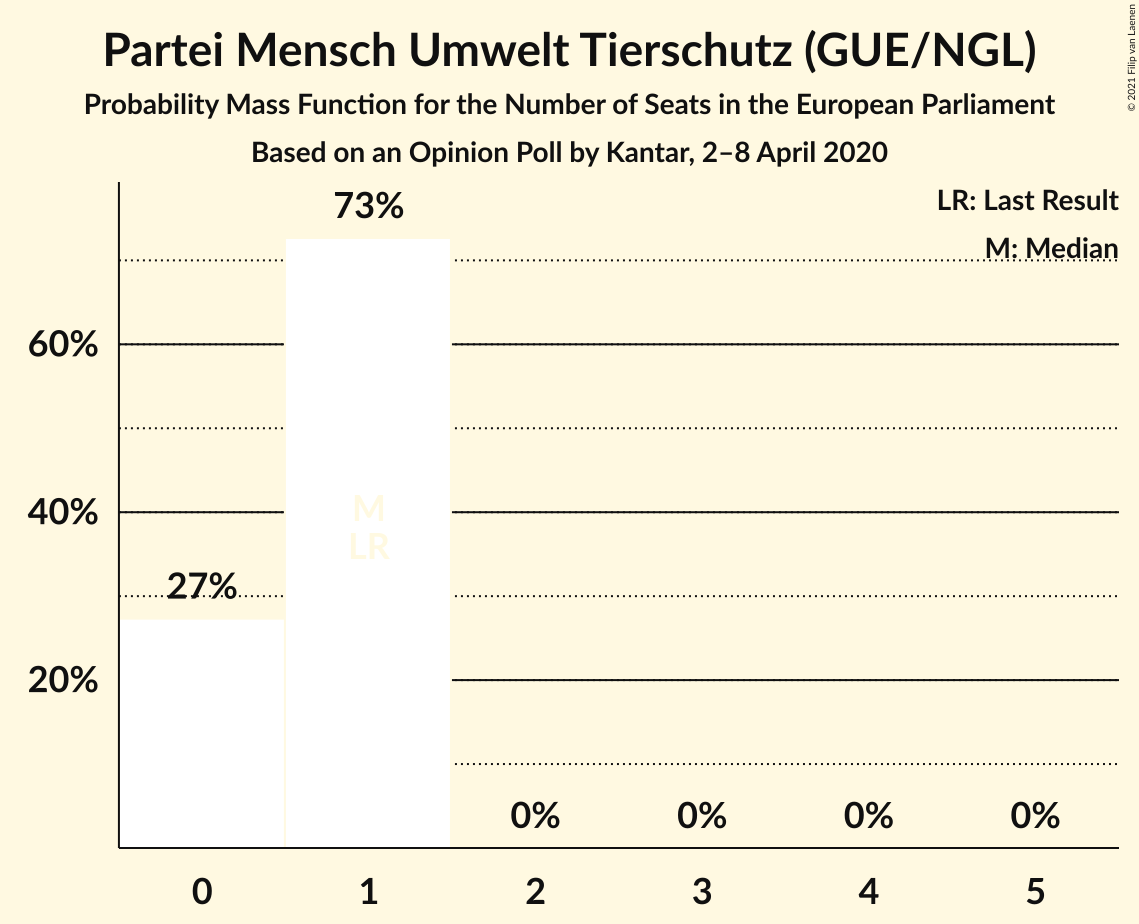 Partei Mensch Umwelt Tierschutz (GUE/NGL)
Probability Mass Function for the Number of Seats in the European Parliament
Based on an Opinion Poll by Kantar, 2–8 April 2020
© 2021 Filip van Laenen
LR: Last Result
M: Median
73%
60%
40%
20%
27%
M
LR
0%
0%
0%
0%
0
1
2
3
4
5